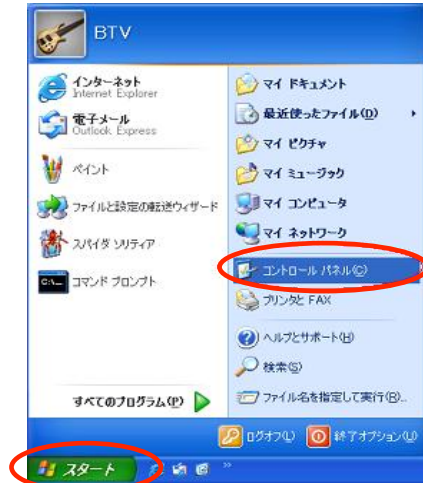 BTV
インターネット
Internet Explorer
電子メール
Outlook Express
ペイント
ファイルと設定の転送ウィザード
スパイダ ソリティア
コマンド プロンプト
すべてのプログラム(P)
マイ ドキュメント
最近使ったファイル(D)
マイ ピクチャ
マイ ミュージック
マイ コンピュータ
マイ ネットワーク
コントロール パネル(C)
プリンタと FAX
ヘルプとサポート(H)
検索(S)
ファイル名を指定して実行(R)...
ログオフ(L)
終了オプション(U)
スタート